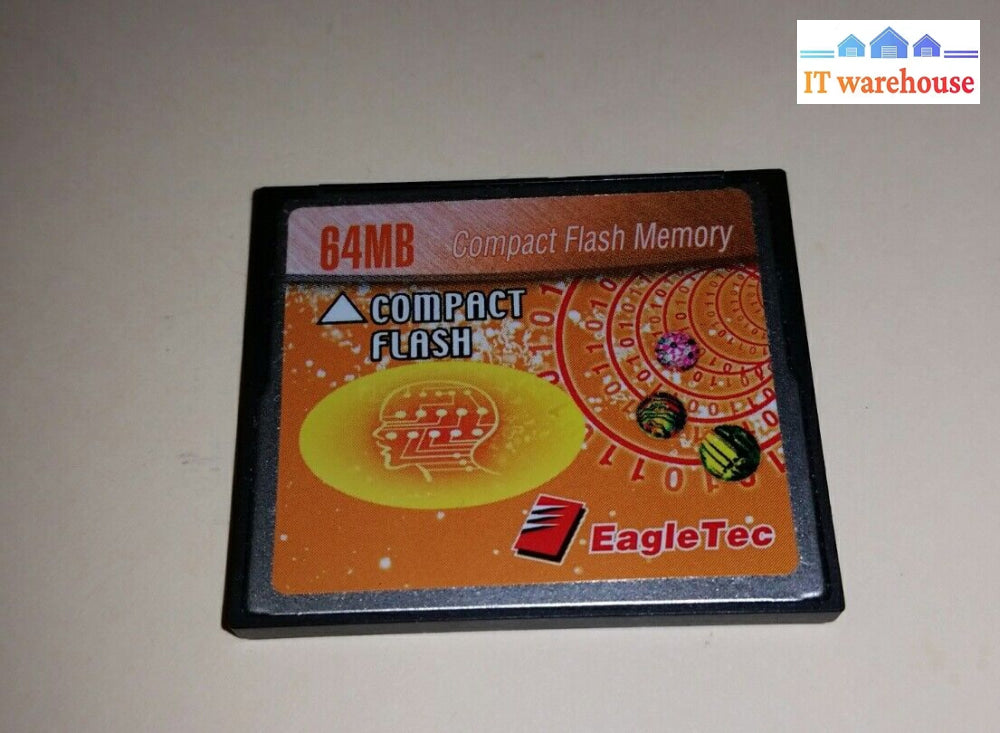 IT warehouse
64MB Compact Flash Memory
COMPACT
FLASH
EagleTec